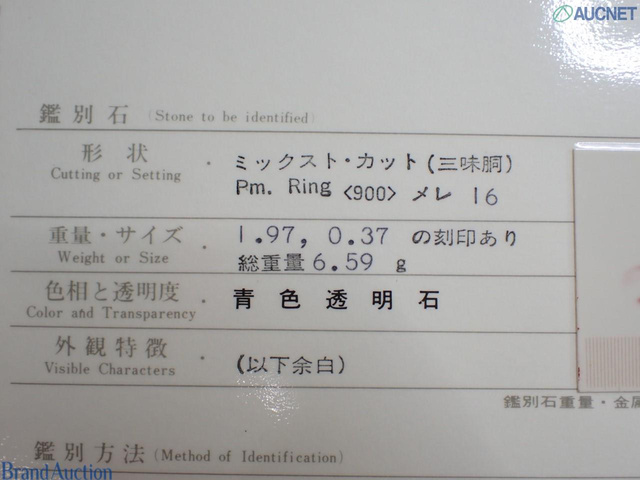 AUCNET
鑑別石 (Stone to be identified)
形状
Cutting or Setting
・ ミックスト・カット(三味胴)
Pm. Ring <900> メレ 16
重量・サイズ
Weight or Size
・ 1.97, 0.37 の刻印あり
総重量6.59 g
色相と透明度
Color and Transparency
・ 青色透明石
外観特徴
Visible Characters
・ (以下余白)
鑑別石重量・金属
鑑別方法 (Method of Identification)
BrandAuction